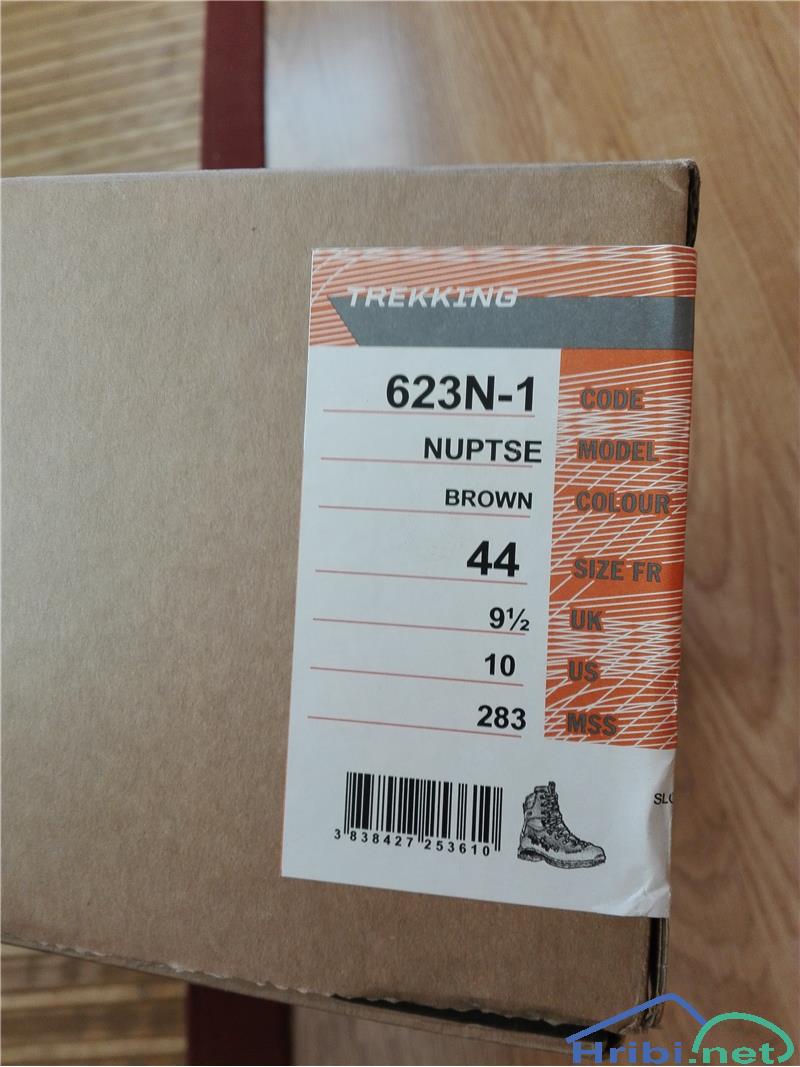 TREKKING
623N-1 CODE
NUPTSE MODEL
BROWN COLOUR
44 SIZE FR
9½ UK
10 US
283 MSS
3 838427 253610
Hribi.net